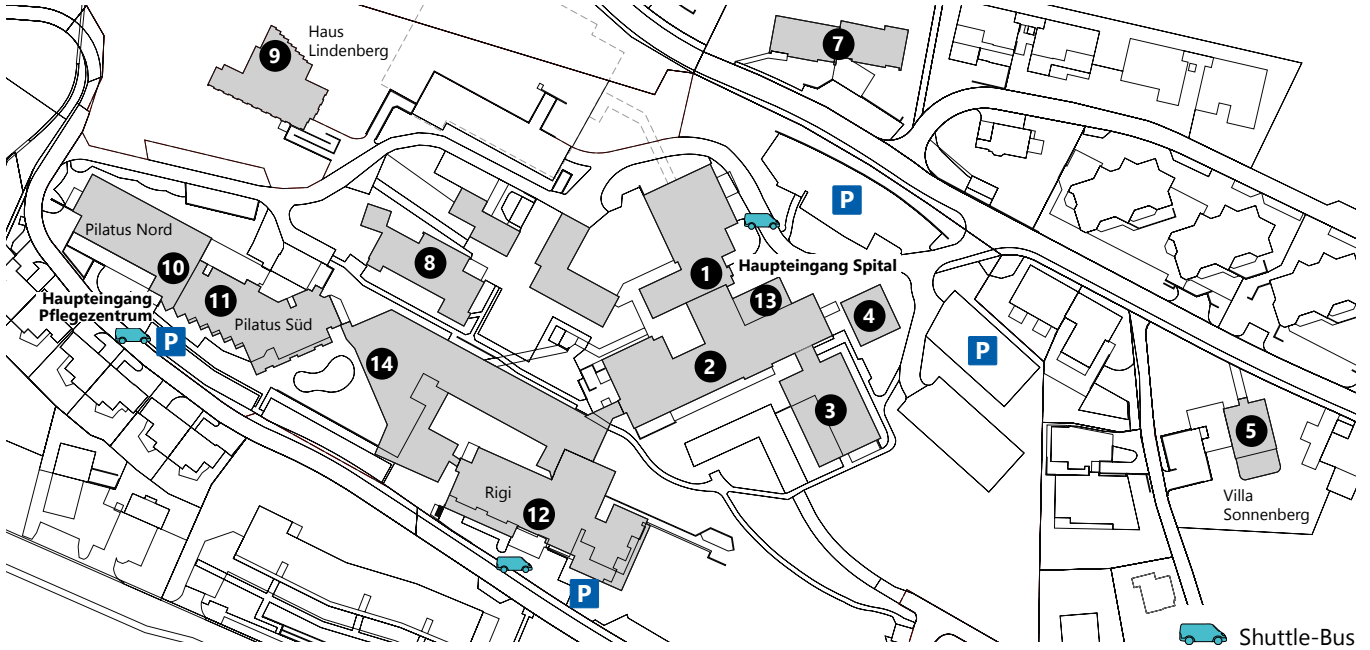 Haus
Lindenberg
9
7
P
Pilatus Nord
8
1
Haupteingang Spital
10
11
13
Haupteingang
Pflegezentrum
Pilatus Süd
4
P
P
14
2
3
5
Rigi
12
Villa
Sonnenberg
P
Shuttle-Bus